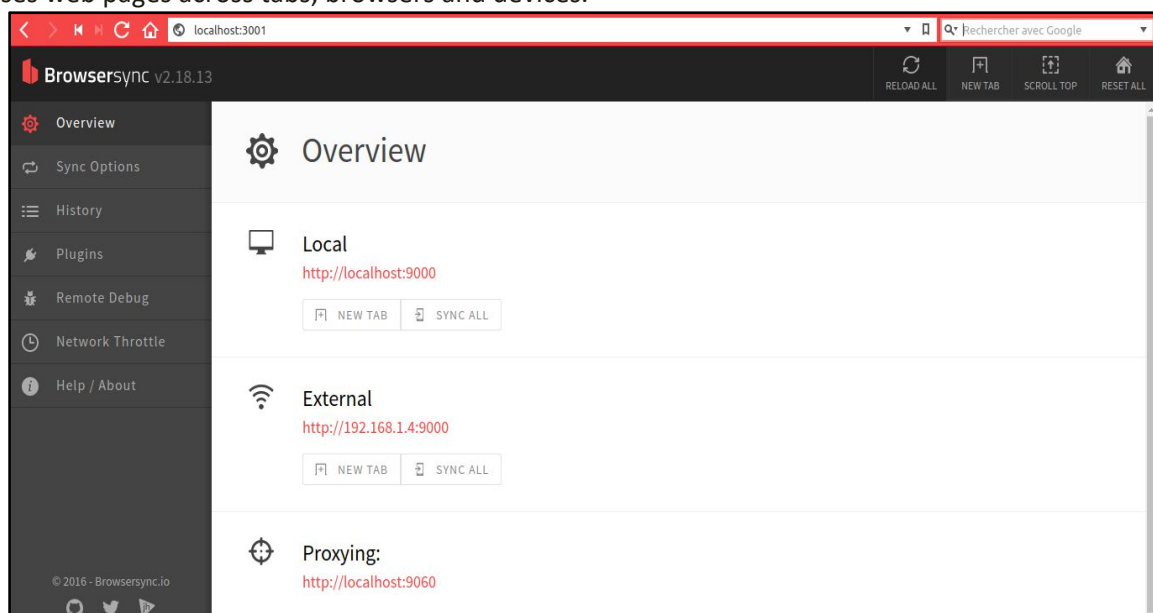 ses web pages across tabs, browsers and devices.
localhost:3001
Rechercher avec Google
Browsersync v2.18.13
RELOAD ALL
NEW TAB
SCROLL TOP
RESET ALL
Overview
Sync Options
History
Plugins
Remote Debug
Network Throttle
Help / About
© 2016 - Browsersync.io
Overview
Local
http://localhost:9000
NEW TAB
SYNC ALL
External
http://192.168.1.4:9000
NEW TAB
SYNC ALL
Proxying:
http://localhost:9060